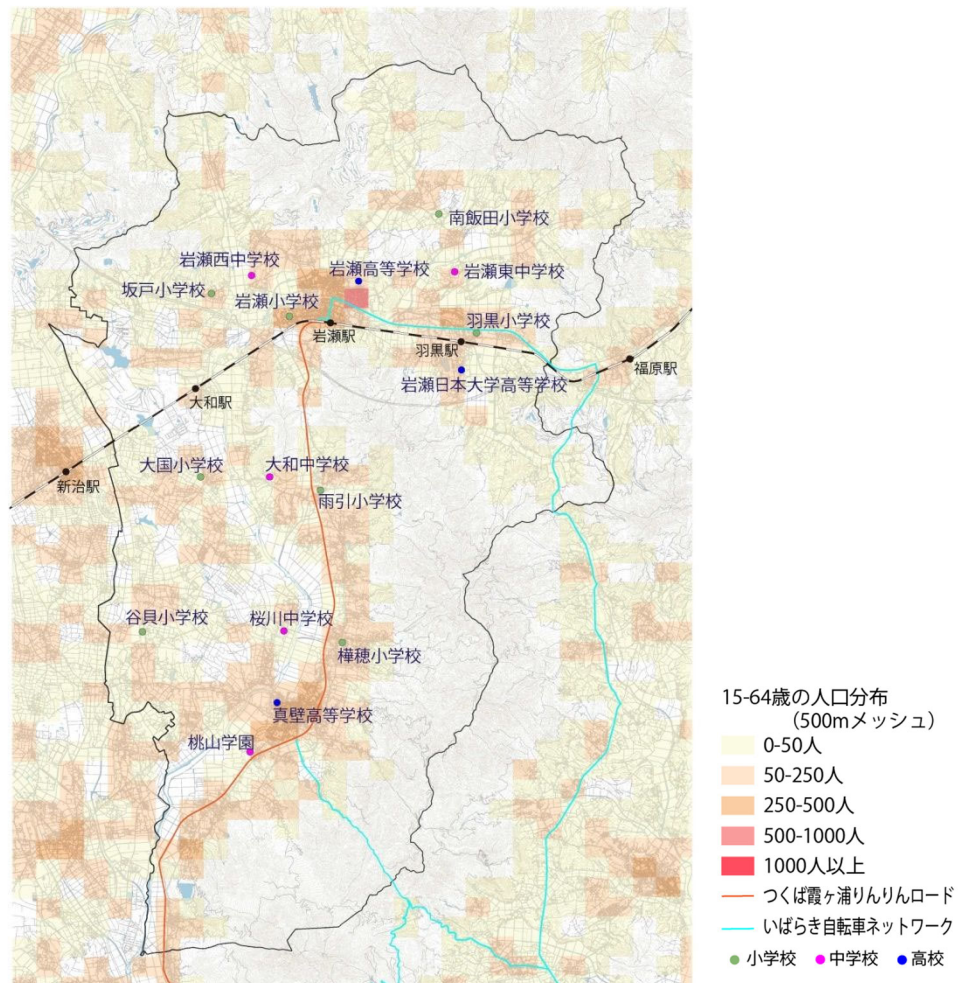 南飯田小学校
岩瀬西中学校
岩瀬高等学校
岩瀬東中学校
坂戸小学校
岩瀬小学校
羽黒小学校
岩瀬駅
羽黒駅
福原駅
岩瀬日本大学高等学校
大和駅
大国小学校
大和中学校
新治駅
雨引小学校
谷貝小学校
桜川中学校
樺穂小学校
真壁高等学校
桃山学園
15-64歳の人口分布
(500mメッシュ)
0-50人
50-250人
250-500人
500-1000人
1000人以上
つくば霞ヶ浦りんりんロード
いばらき自転車ネットワーク
小学校 中学校 高校